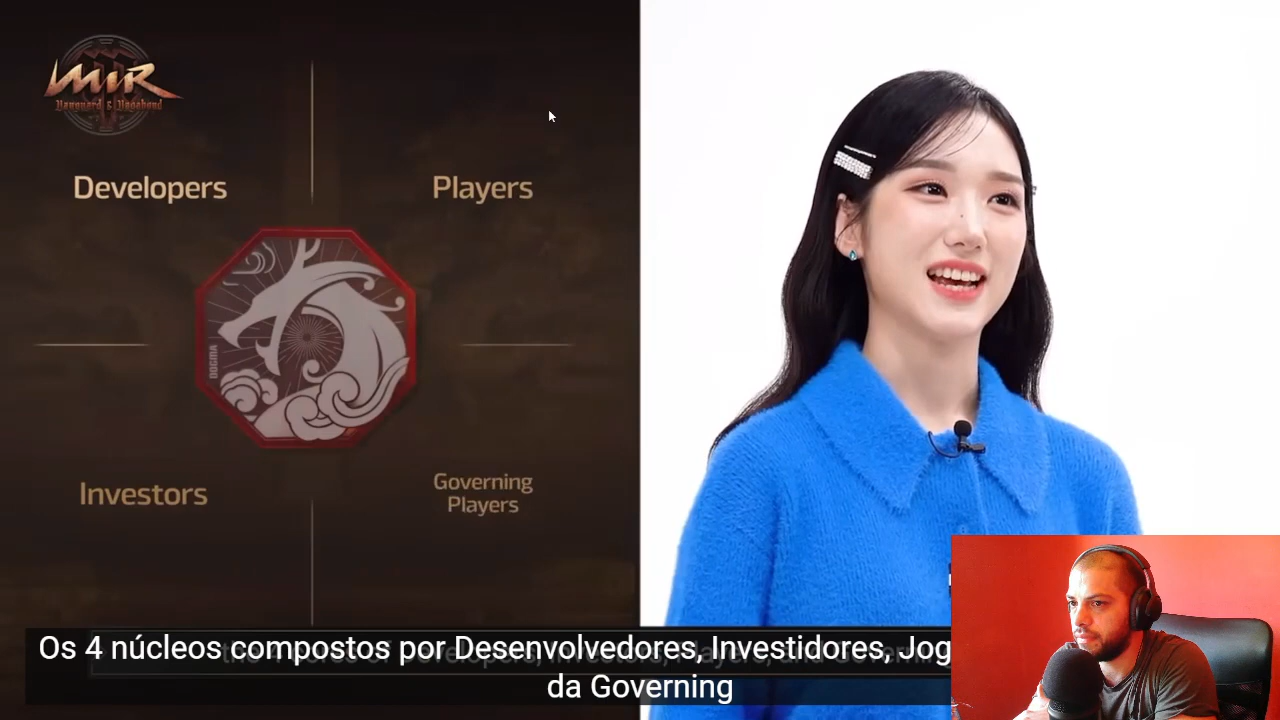 MIR
Vanguard & Vagabond
Developers
Players
DOGMA
Investors
Governing
Players
Os 4 núcleos compostos por Desenvolvedores, Investidores, Jog
da Governing